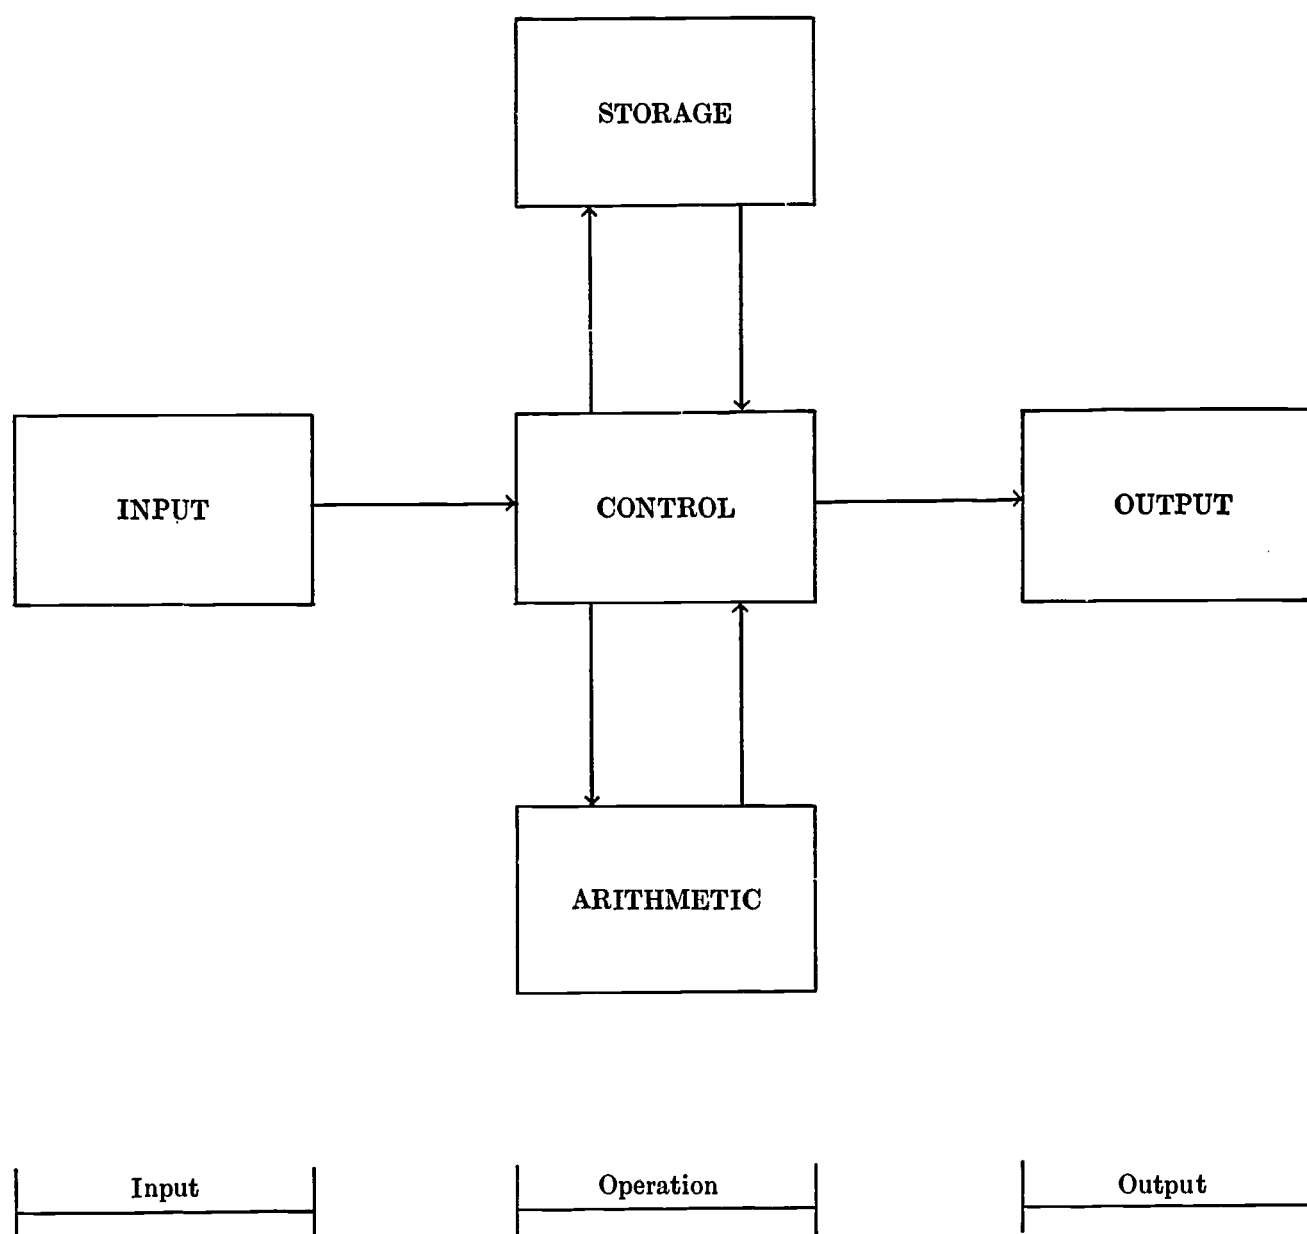 STORAGE
INPUT
CONTROL
OUTPUT
ARITHMETIC
Input
Operation
Output